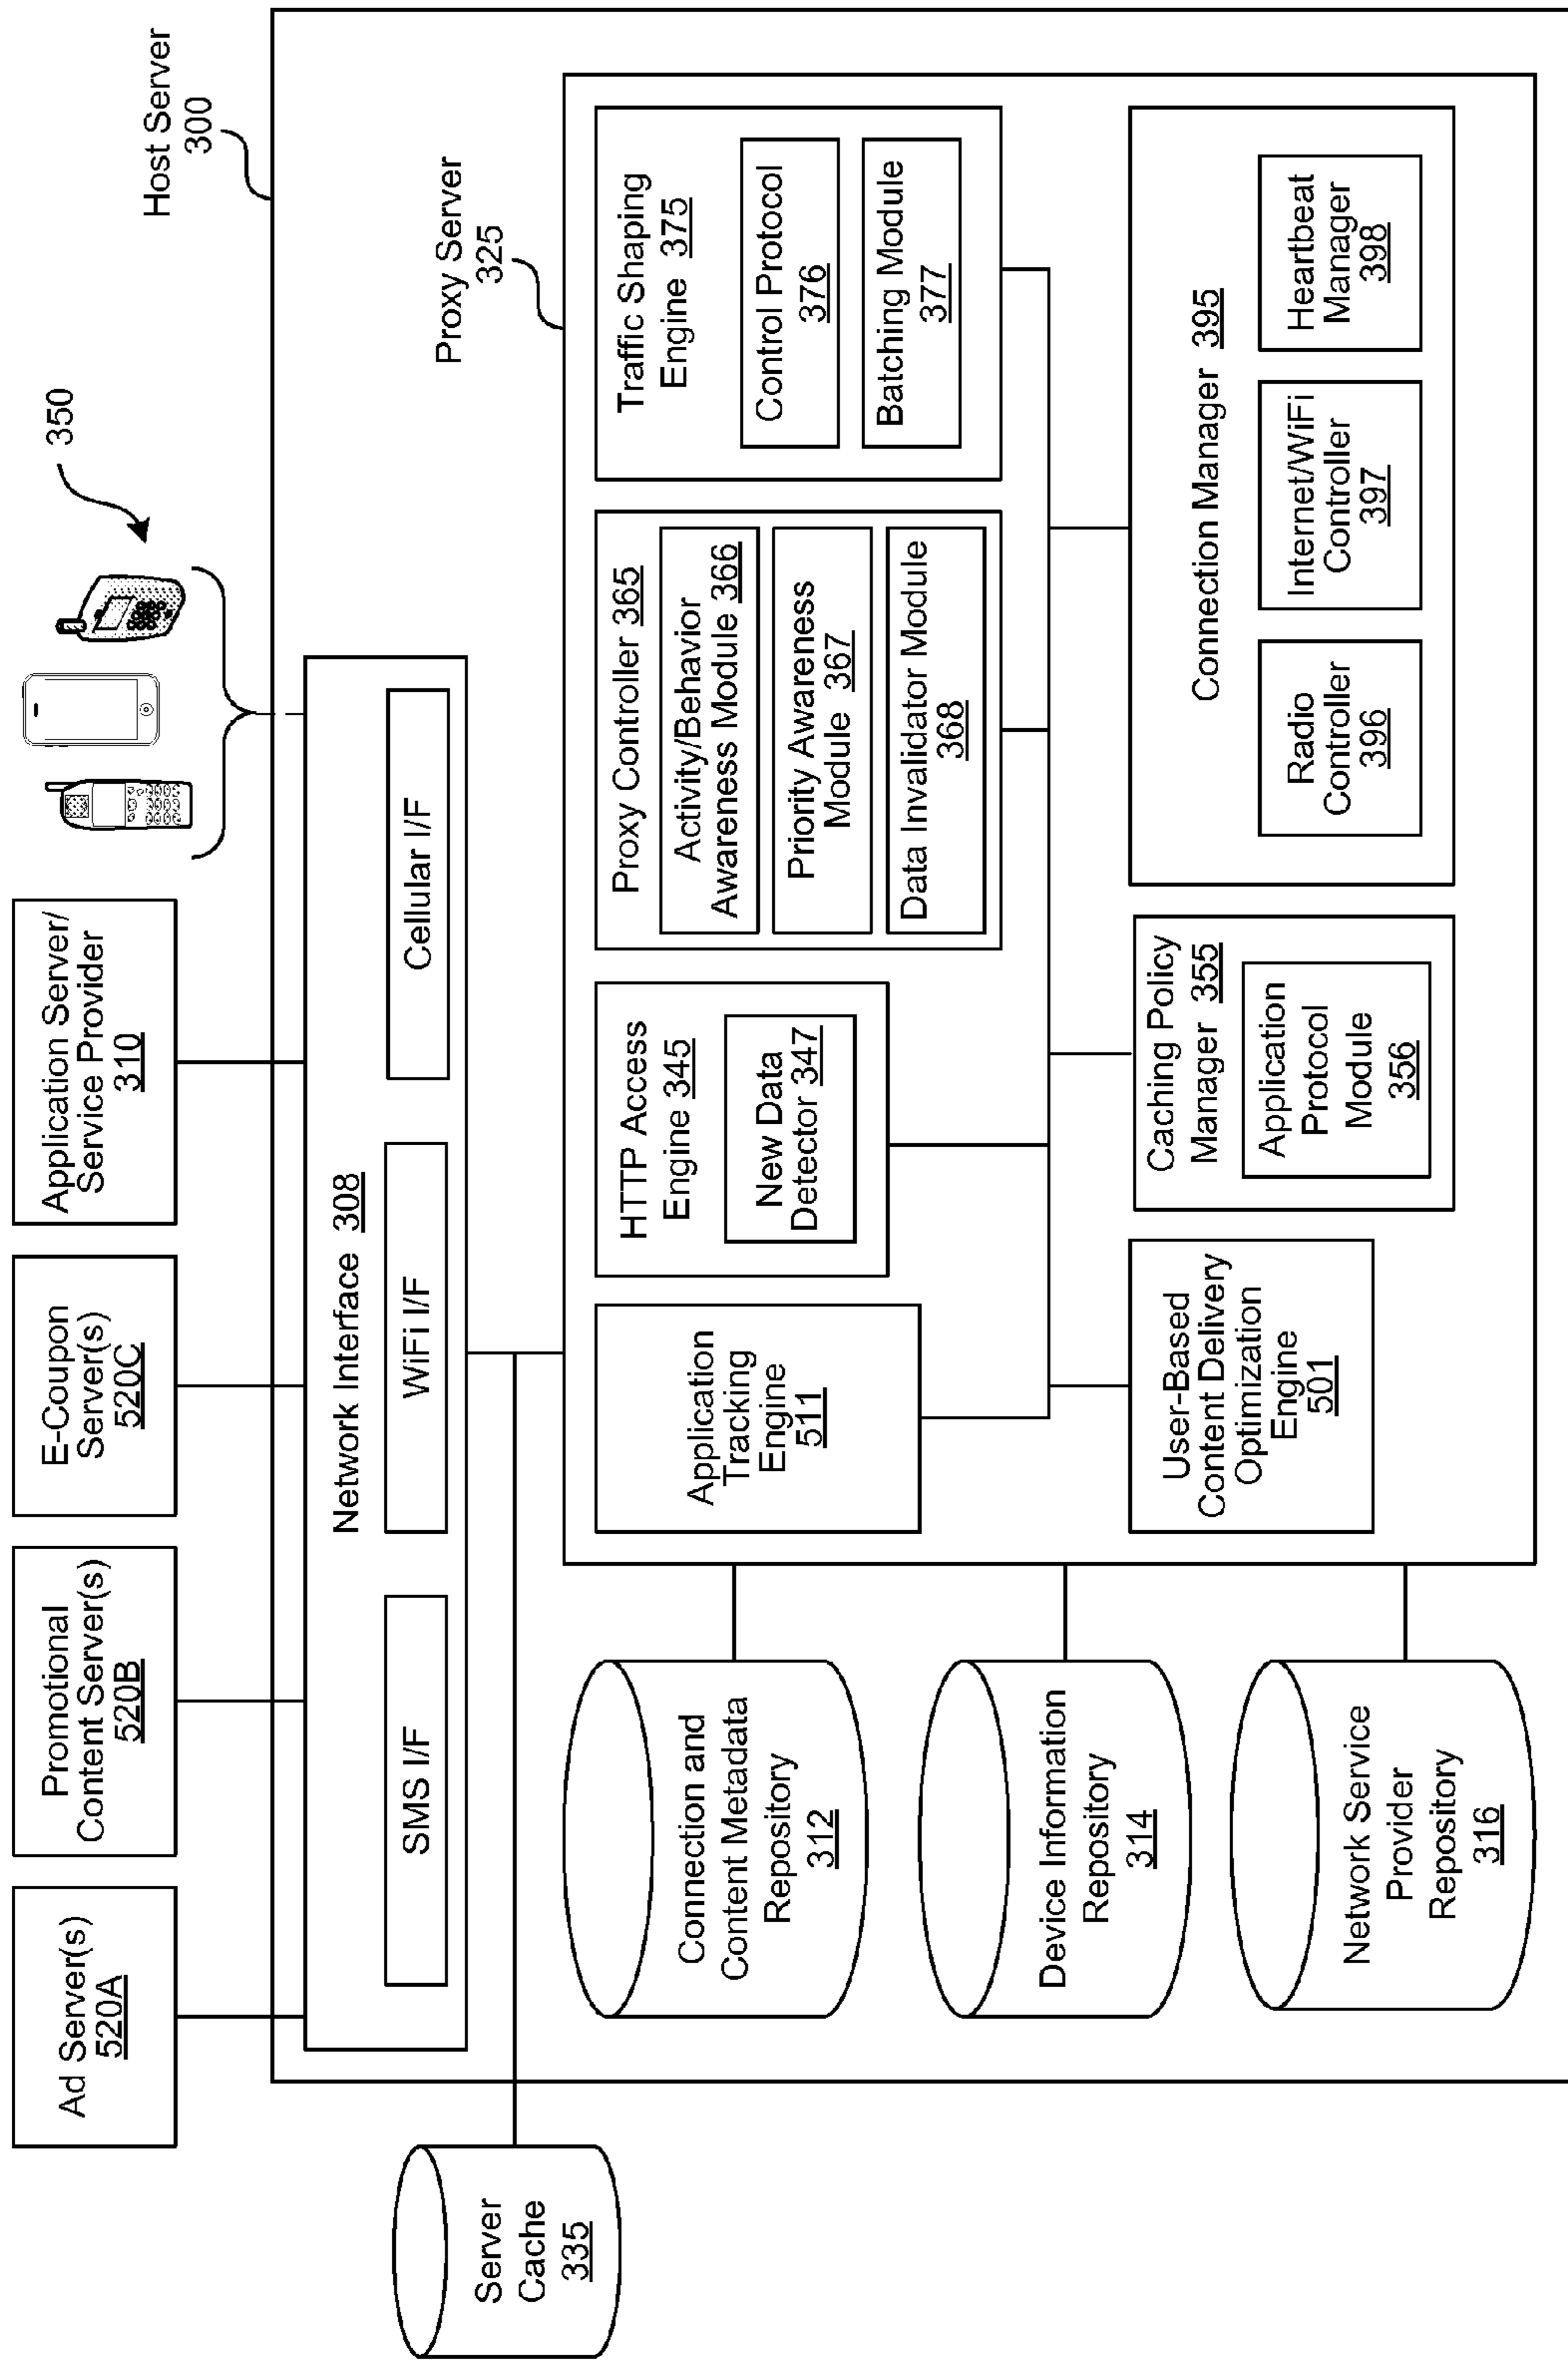 Ad Server(s)
520A
Promotional
Content Server(s)
520B
E-Coupon
Server(s)
520C
Application Server/
Service Provider
310
350
Host Server
300
Network Interface 308
SMS I/F
WiFi I/F
Cellular I/F
Server
Cache
335
Proxy Server
325
Connection and
Content Metadata
Repository
312
Device Information
Repository
314
Network Service
Provider
Repository
316
Application
Tracking
Engine
511
HTTP Access
Engine 345
New Data
Detector 347
Proxy Controller 365
Activity/Behavior
Awareness Module 366
Priority Awareness
Module 367
Data Invalidator Module
368
Traffic Shaping
Engine 375
Control Protocol
376
Batching Module
377
User-Based
Content Delivery
Optimization
Engine
501
Caching Policy
Manager 355
Application
Protocol
Module
356
Connection Manager 395
Radio
Controller
396
Internet/WiFi
Controller
397
Heartbeat
Manager
398